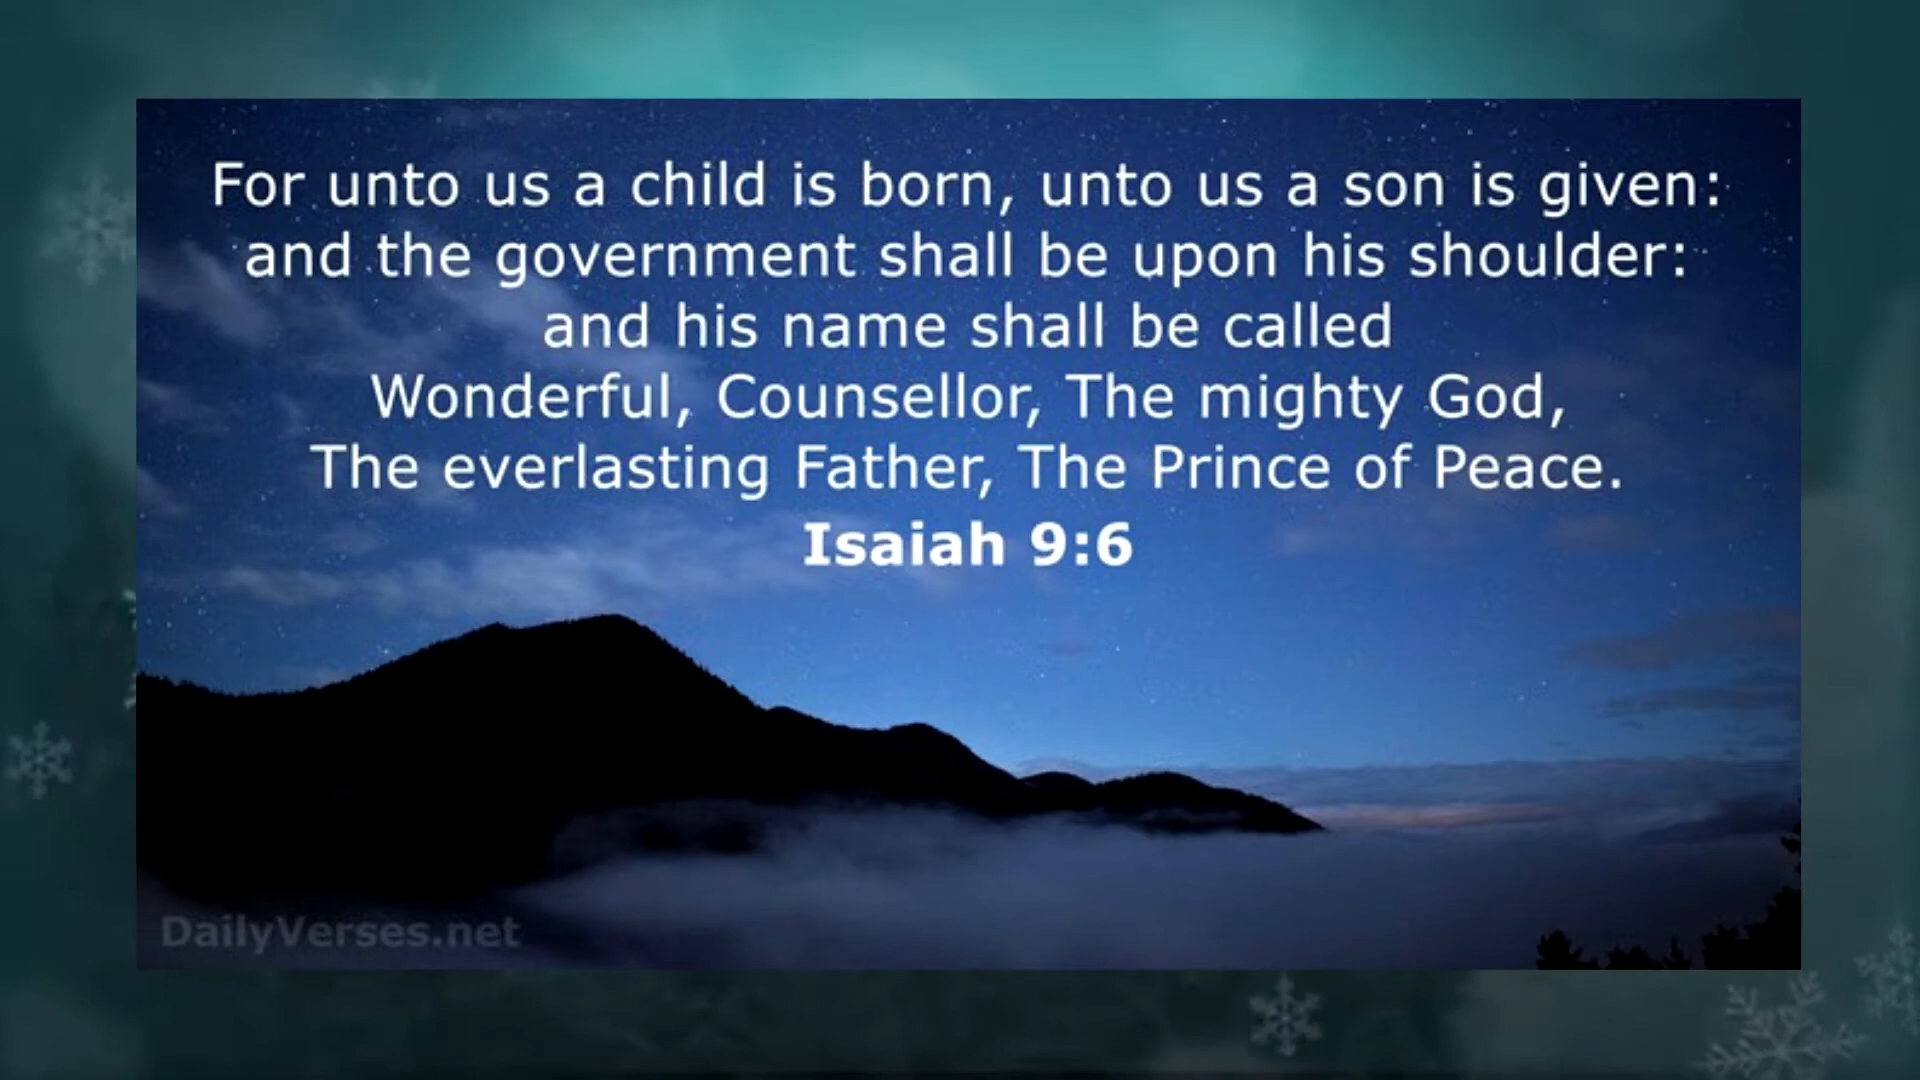 For unto us a child is born, unto us a son is given:
and the government shall be upon his shoulder:
and his name shall be called
Wonderful, Counsellor, The mighty God,
The everlasting Father, The Prince of Peace.
Isaiah 9:6
DailyVerses.net